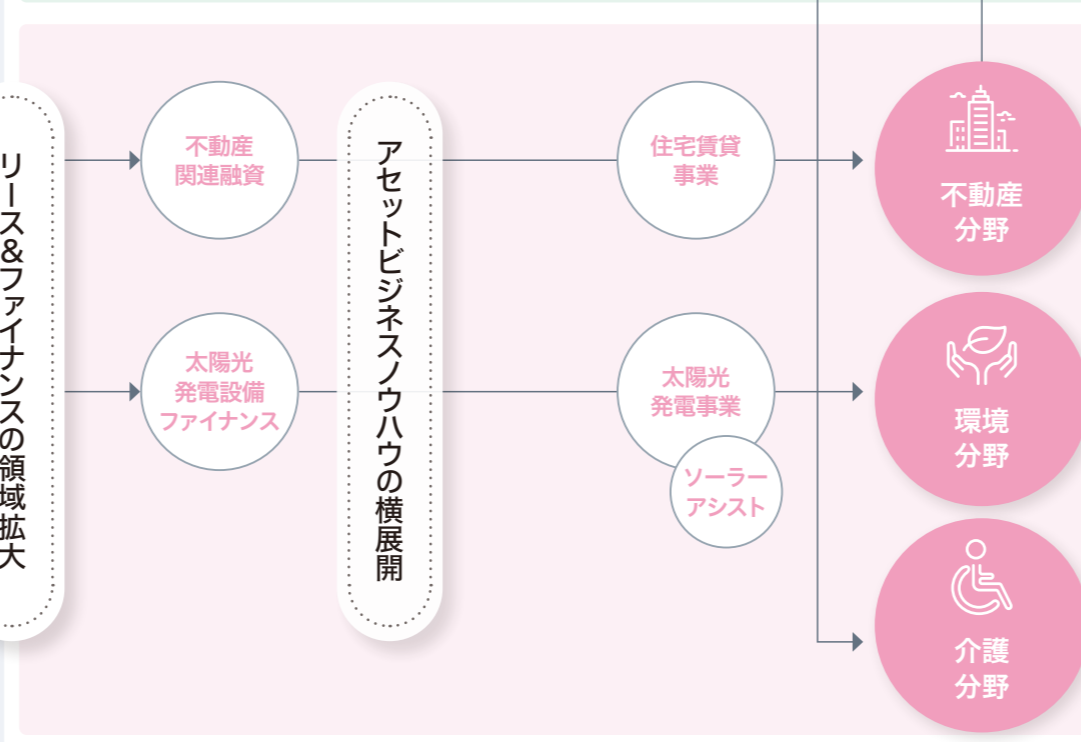 リース&ファイナンスの領域拡大
不動産
関連融資
太陽光
発電設備
ファイナンス
アセットビジネスノウハウの横展開
住宅賃貸
事業
太陽光
発電事業
ソーラー
アシスト
不動産
分野
環境
分野
介護
分野